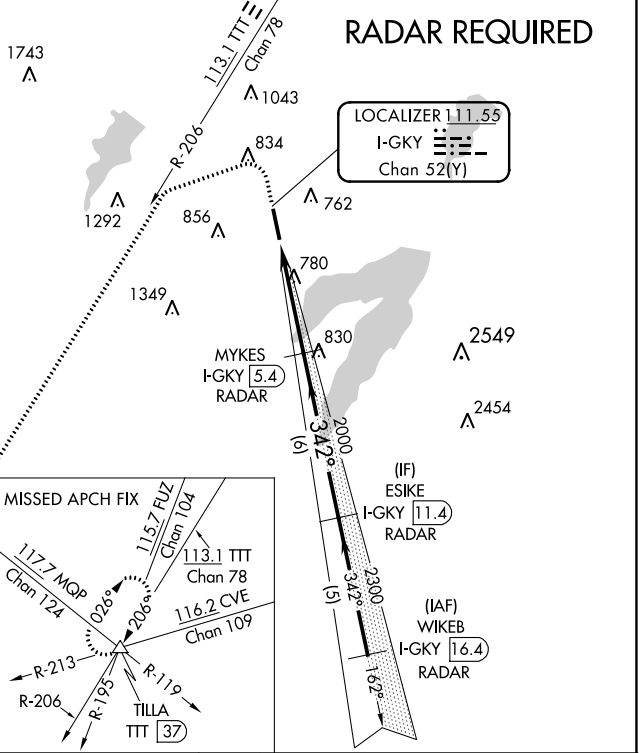 RADAR REQUIRED
1743
113.1 TTT
Chan 78
1043
R-206
834
LOCALIZER 111.55
I-GKY
Chan 52(Y)
1292
856
762
1349
780
MYKES
I-GKY 5.4
RADAR
830
2549
2454
342°
2000
(6)
(IF)
ESIKE
I-GKY 11.4
RADAR
342°
2300
(5)
(IAF)
WIKEB
I-GKY 16.4
RADAR
162°
MISSED APCH FIX
115.7 FUZ
Chan 104
113.1 TTT
Chan 78
117.7 MQP
Chan 124
026°
206°
116.2 CVE
Chan 109
R-213
R-206
R-195
R-119
TILLA
TTT 37